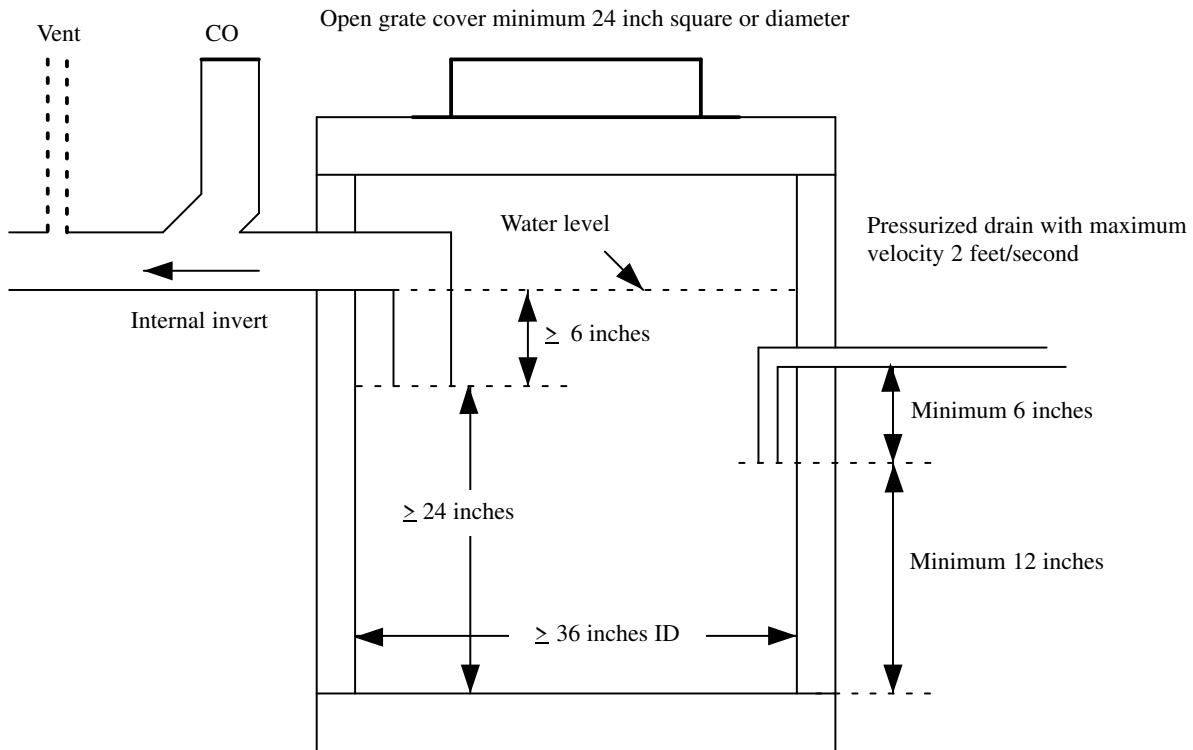 Open grate cover minimum 24 inch square or diameter
Vent
CO
Water level
Pressurized drain with maximum
velocity 2 feet/second
Internal invert
≥ 6 inches
Minimum 6 inches
≥ 24 inches
Minimum 12 inches
≥ 36 inches ID